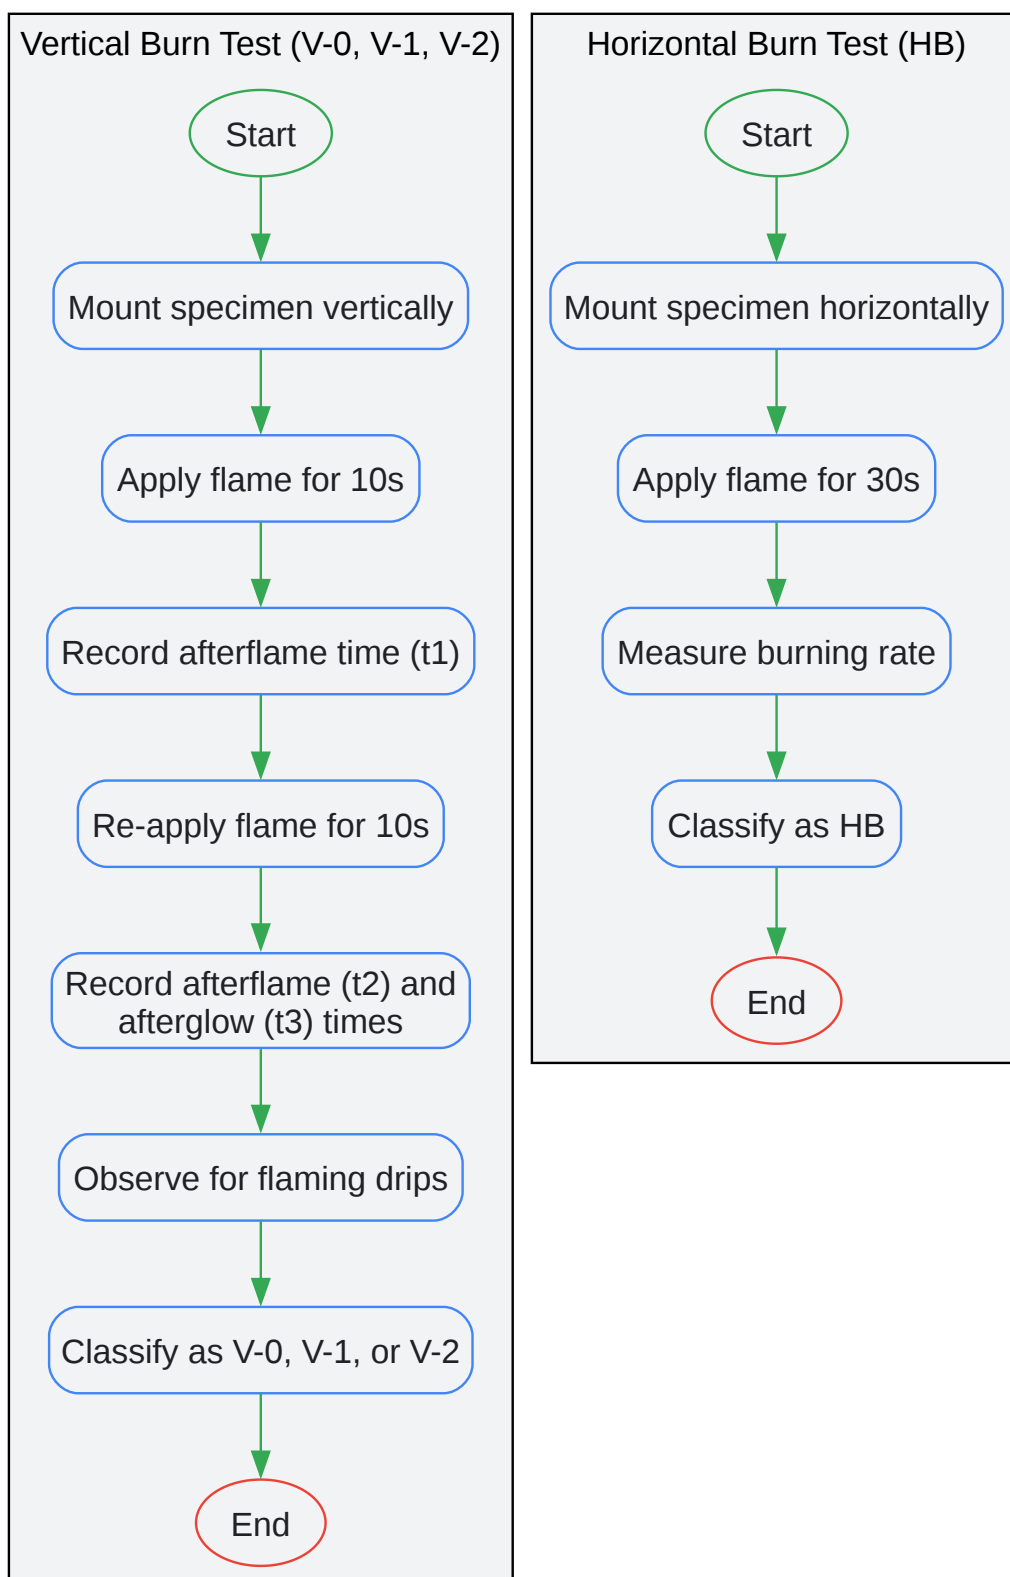 Vertical Burn Test (V-0, V-1, V-2)
Start
Mount specimen vertically
Apply flame for 10s
Record afterflame time (t1)
Re-apply flame for 10s
Record afterflame (t2) and
afterglow (t3) times
Observe for flaming drips
Classify as V-0, V-1, or V-2
End
Horizontal Burn Test (HB)
Start
Mount specimen horizontally
Apply flame for 30s
Measure burning rate
Classify as HB
End